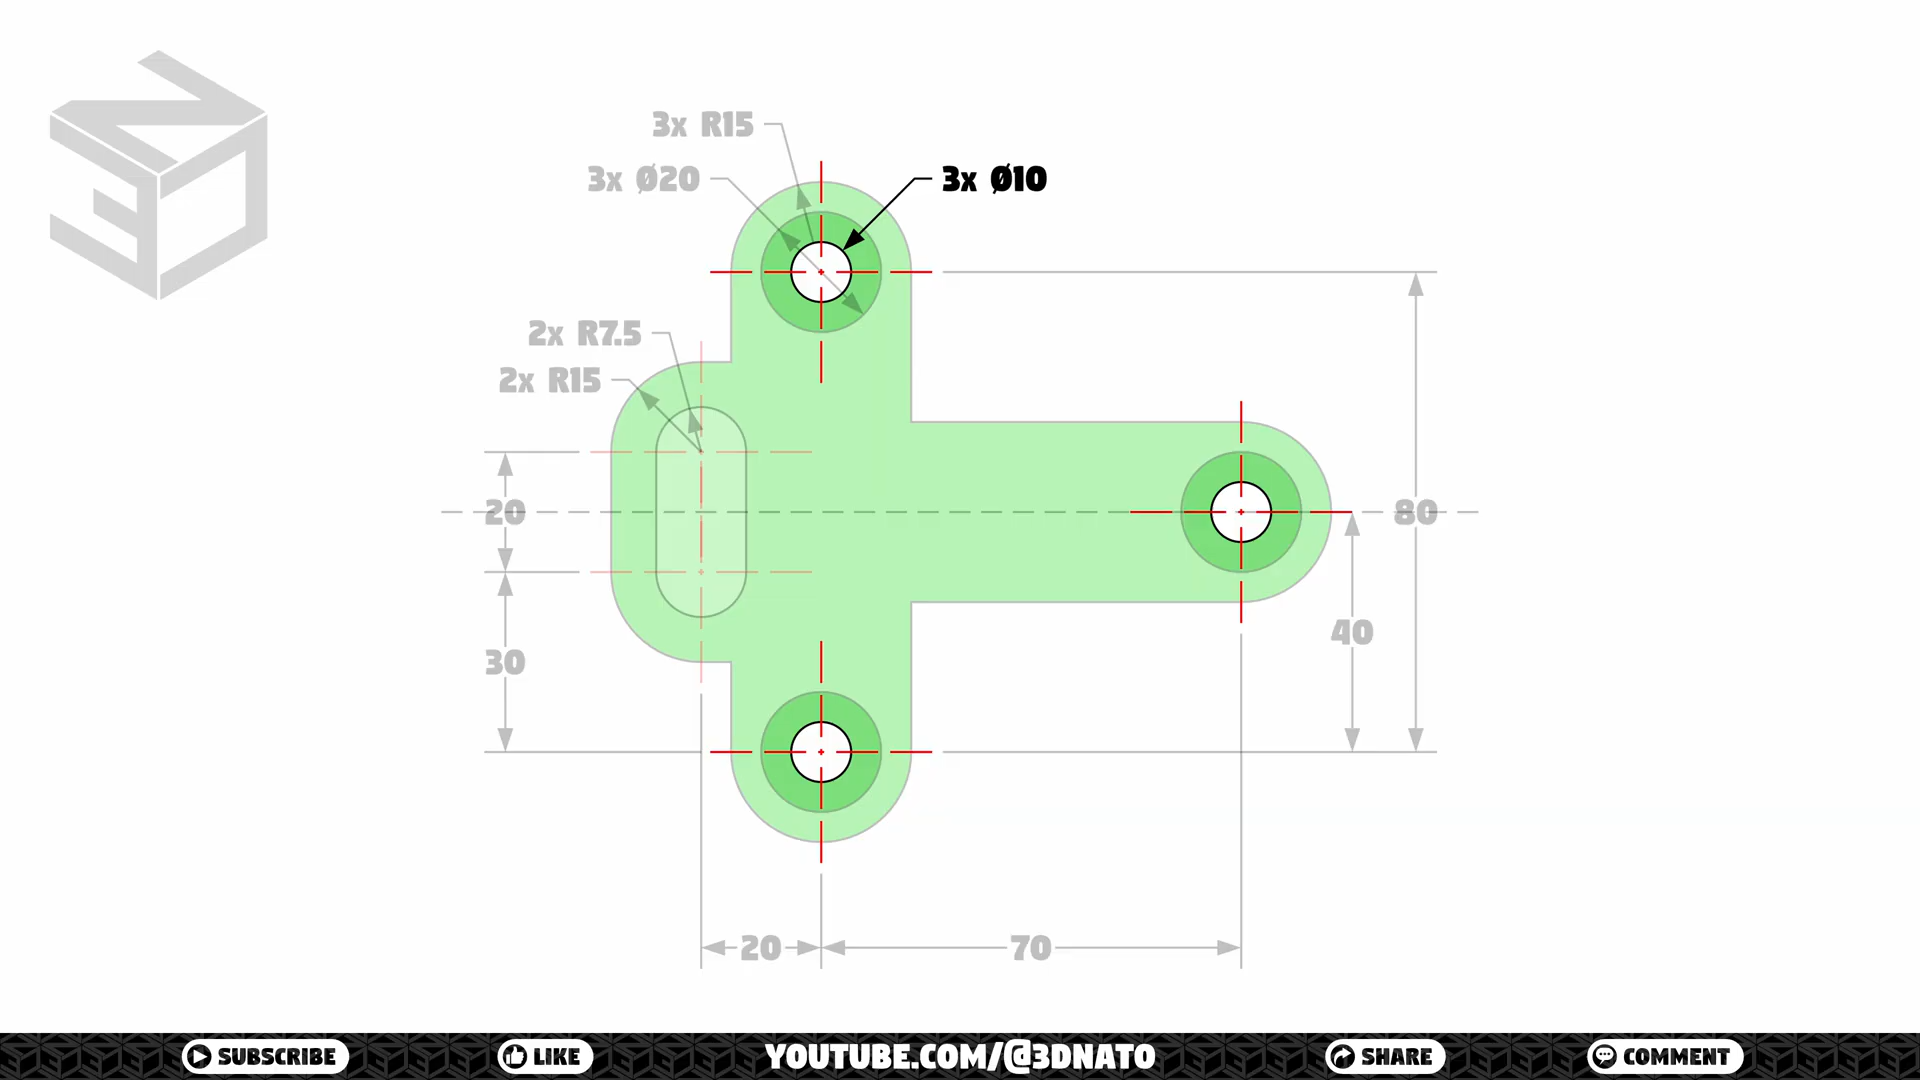 3x R15
3x Ø20
3x Ø10
2x R7.5
2x R15
20
80
40
30
20
70
SUBSCRIBE
LIKE
YOUTUBE.COM/@3DNATO
SHARE
COMMENT